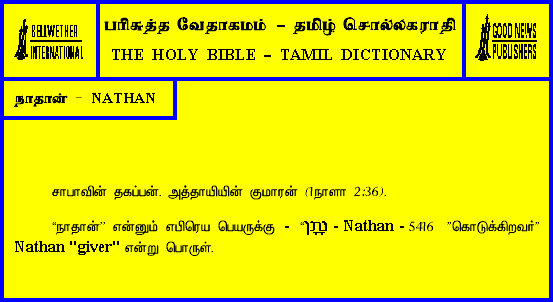 BELLWETHER
INTERNATIONAL
பரிசுத்த வேதாகமம் – தமிழ் சொல்லகராதி
THE HOLY BIBLE – TAMIL DICTIONARY
GOOD NEWS
PUBLISHERS
நாதான் – NATHAN
சாபாவின் தகப்பன். அத்தாயியின் குமாரன் (1நாளா 2:36).
“நாதான்” என்னும் எபிரெய பெயருக்கு - “נָתָן - Nathan - 5416 ”கொடுக்கிறவர்”
Nathan "giver" என்று பொருள்.